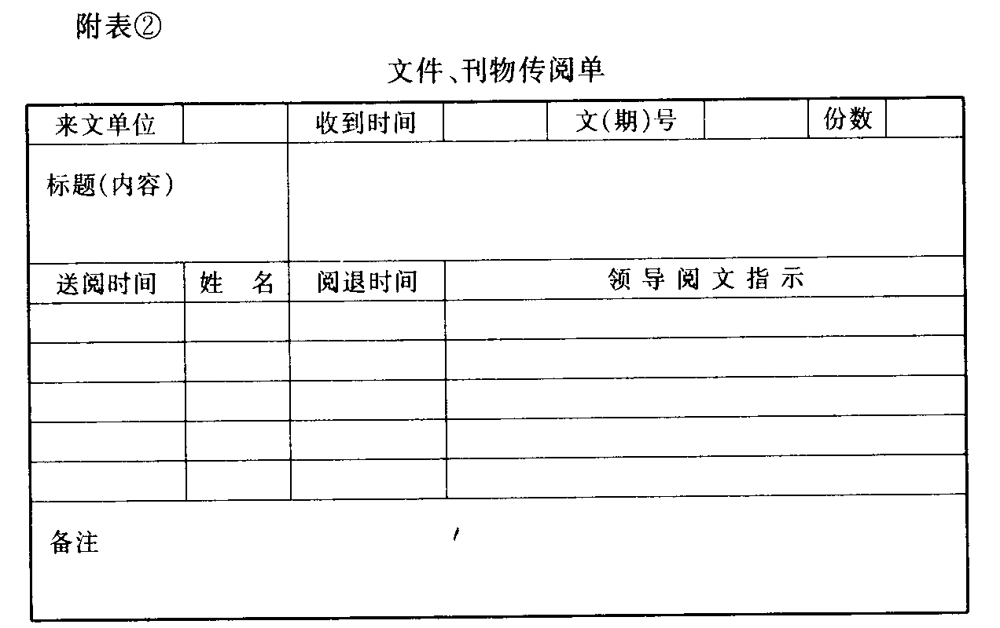 附表②
文件、刊物传阅单
来文单位 收到时间 文(期)号 份数
标题(内容)
送阅时间 姓 名 阅退时间 领导阅文指示
备注